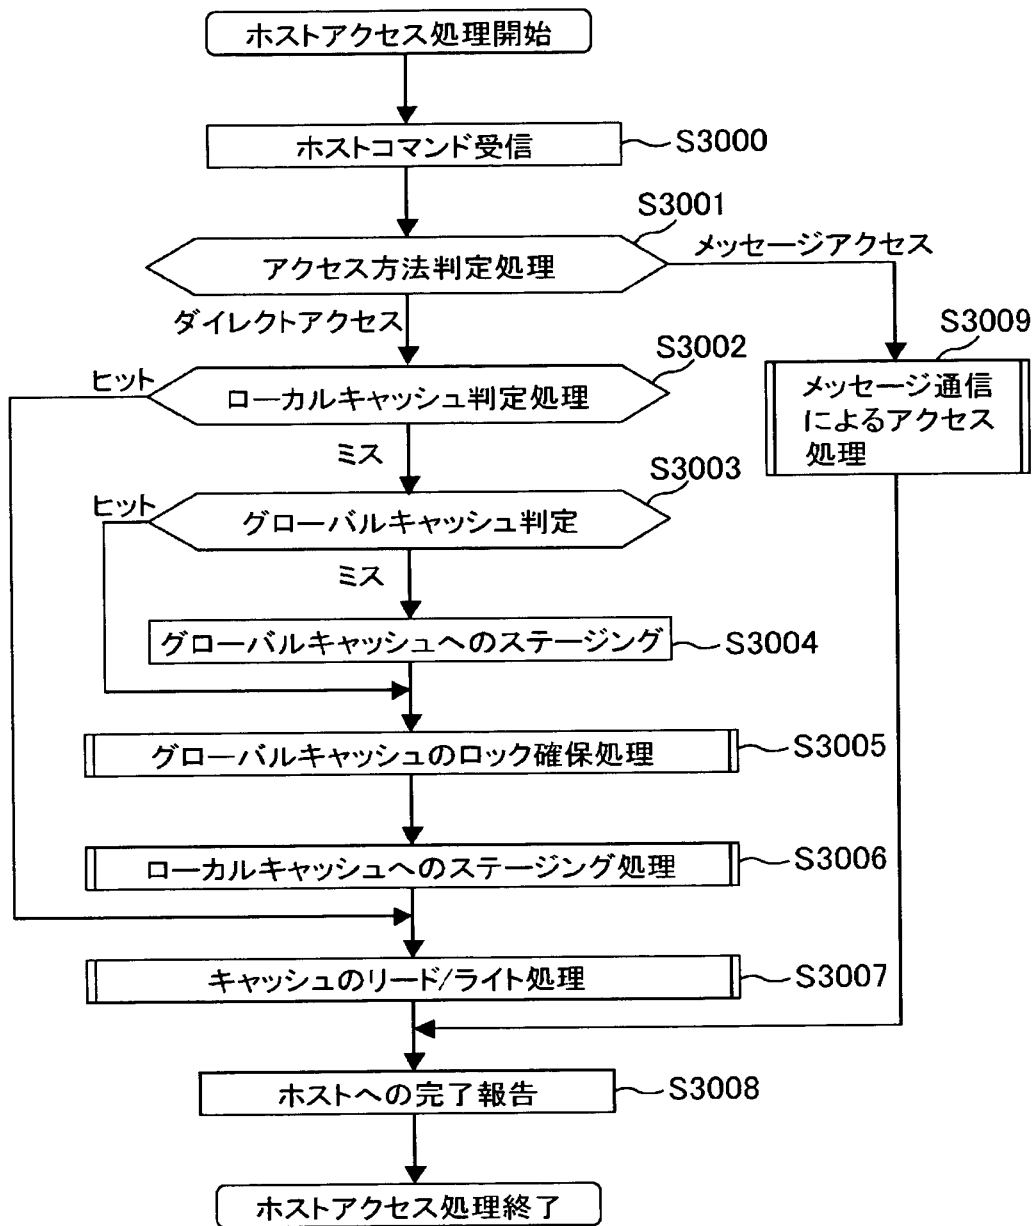 ホストアクセス処理開始
ホストコマンド受信
S3000
S3001
アクセス方法判定処理
メッセージアクセス
ダイレクトアクセス
S3009
メッセージ通信
によるアクセス
処理
S3002
ヒット
ローカルキャッシュ判定処理
ミス
S3003
ヒット
グローバルキャッシュ判定
ミス
グローバルキャッシュへのステージング
S3004
グローバルキャッシュのロック確保処理
S3005
ローカルキャッシュへのステージング処理
S3006
キャッシュのリード/ライト処理
S3007
ホストへの完了報告
S3008
ホストアクセス処理終了